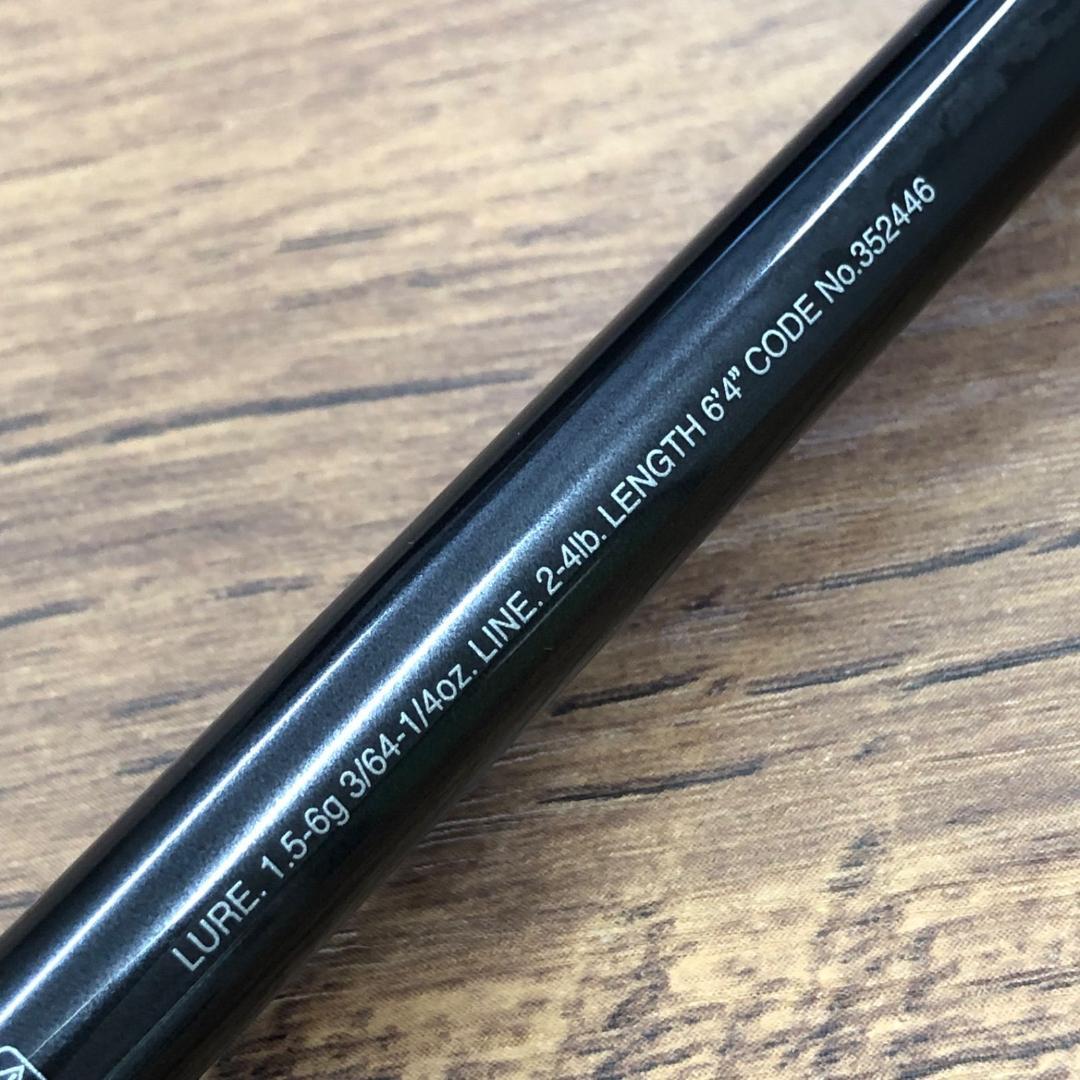 LURE. 1.5-6g 3/64-1/4oz. LINE. 2-4lb. LENGTH 6’4” CODE No.352446